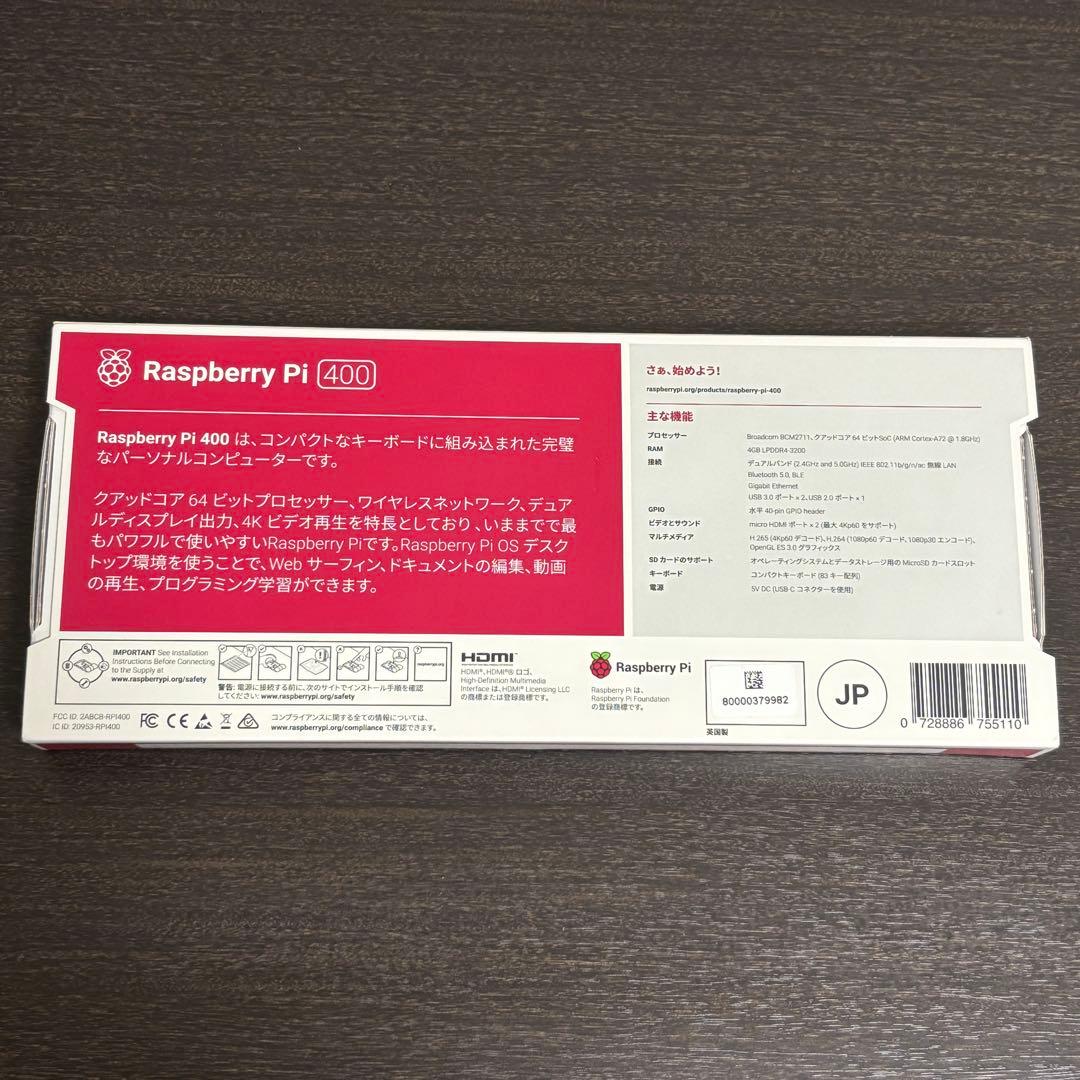 Raspberry Pi 400
Raspberry Pi 400 は、コンパクトなキーボードに組み込まれた完璧
なパーソナルコンピューターです。
クアッドコア 64 ビットプロセッサー、ワイヤレスネットワーク、デュア
ルディスプレイ出力、4K ビデオ再生を特長としており、いままでで最
もパワフルで使いやすいRaspberry Piです。Raspberry Pi OS デスク
トップ環境を使うことで、Web サーフィン、ドキュメントの編集、動画
の再生、プログラミング学習ができます。
さぁ、始めよう!
raspberrypi.org/products/raspberry-pi-400
主な機能
プロセッサー Broadcom BCM2711、クアッドコア 64 ビットSoC (ARM Cortex-A72 @ 1.8GHz)
RAM 4GB LPDDR4-3200
接続 デュアルバンド (2.4GHz and 5.0GHz) IEEE 802.11b/g/n/ac 無線 LAN
Bluetooth 5.0, BLE
Gigabit Ethernet
USB 3.0 ポート × 2、USB 2.0 ポート × 1
GPIO 水平 40-pin GPIO header
ビデオとサウンド micro HDMI ポート × 2 (最大 4Kp60 をサポート)
マルチメディア H.265 (4Kp60 デコード)、H.264 (1080p60 デコード、1080p30 エンコード)、
OpenGL ES 3.0 グラフィックス
SD カードのサポート オペレーティングシステムとデータストレージ用の MicroSD カードスロット
キーボード コンパクトキーボード (83 キー配列)
電源 5V DC (USB-C コネクターを使用)
IMPORTANT See Installation
Instructions Before Connecting
to the Supply at
www.raspberrypi.org/safety
raspberrypi.org
警告: 電源に接続する前に、次のサイトでインストール手順を確認
してください: www.raspberrypi.org/safety
HDMI
HDMI®、HDMI®ロゴ、
High-Definition Multimedia
Interface は、HDMI® Licensing LLC
の商標または登録商標です。
Raspberry Pi
Raspberry Pi は、
Raspberry Pi Foundation
の登録商標です。
80000379982
英国製
JP
0 728886 755110
FCC ID: 2ABCB-RPI400
IC ID: 20953-RPI400
FC CE
コンプライアンスに関する全ての情報については、
www.raspberrypi.org/compliance で確認できます。